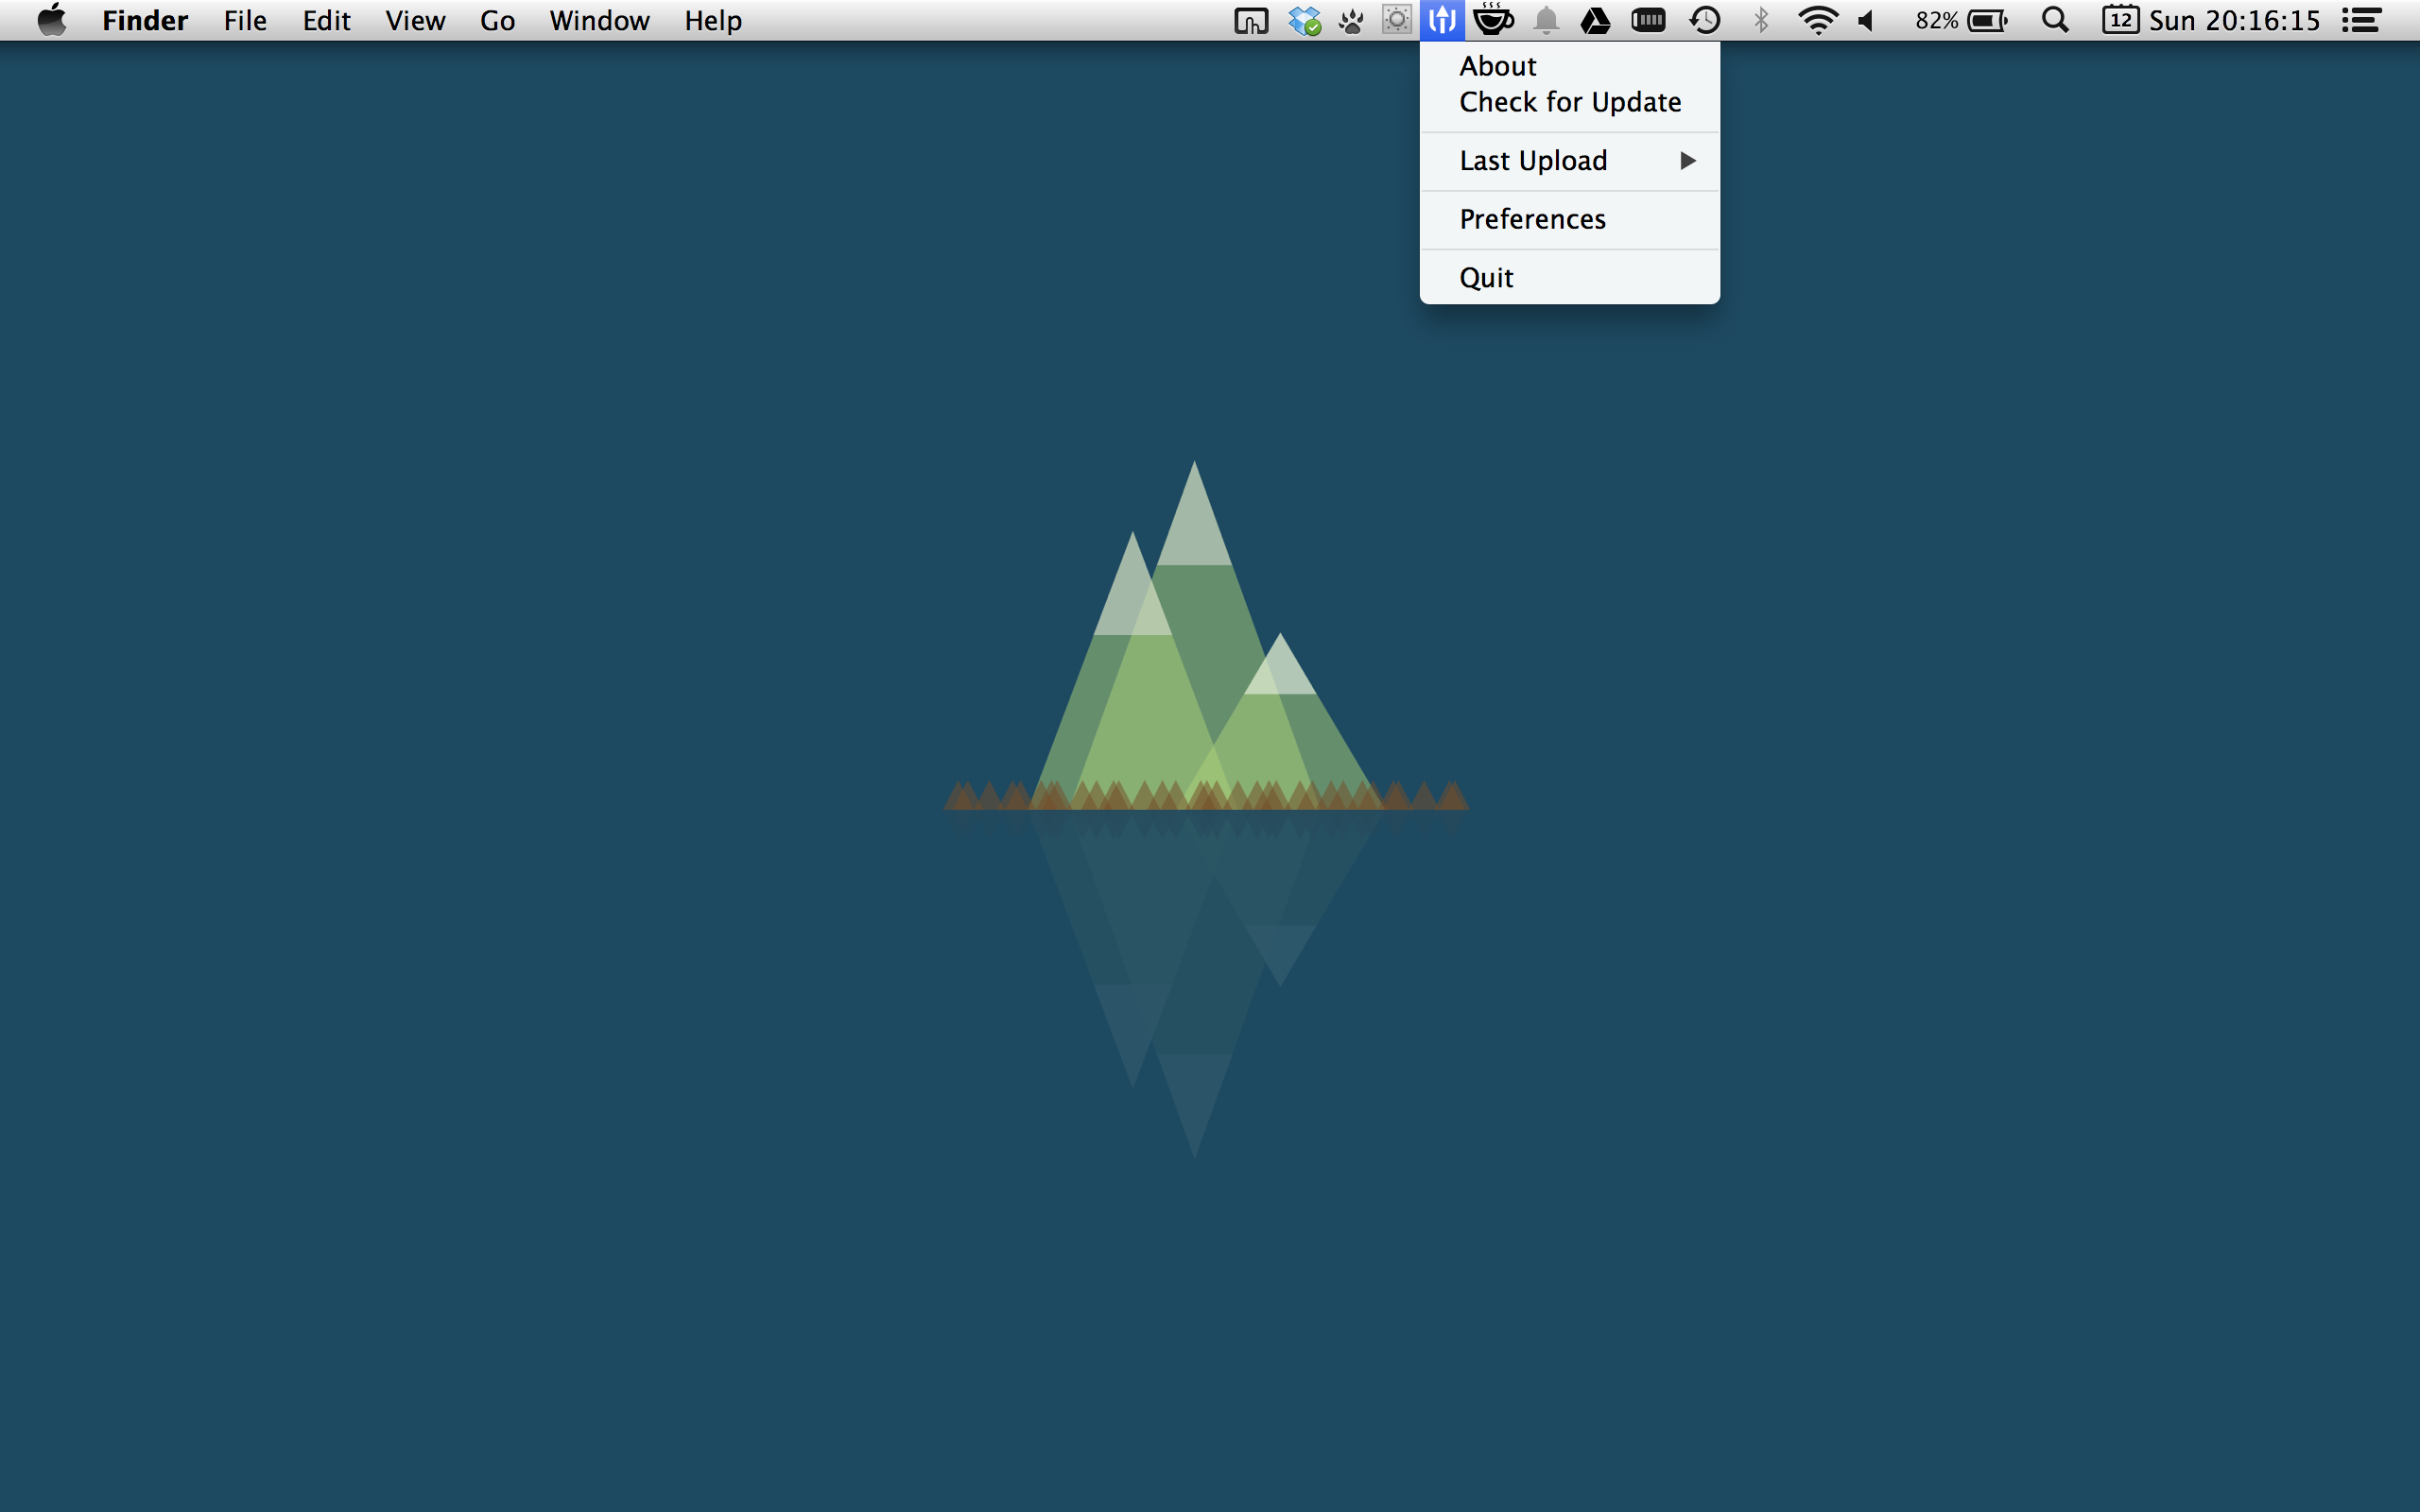 Finder File Edit View Go Window Help 82% 12 Sun 20:16:15
About
Check for Update
Last Upload
Preferences
Quit